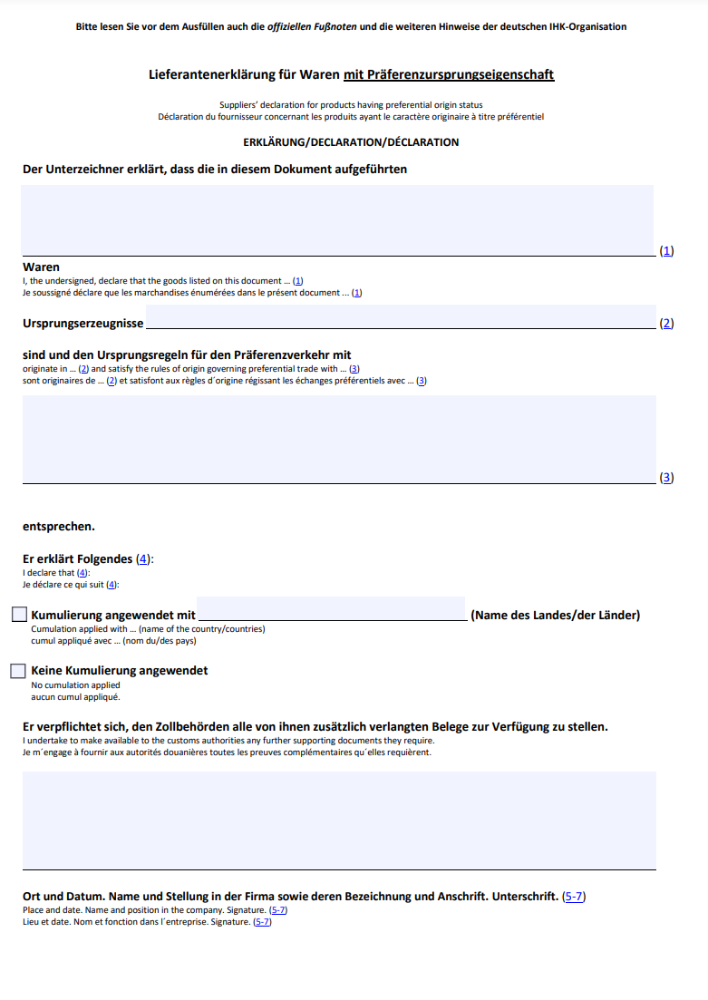 Bitte lesen Sie vor dem Ausfüllen auch die offiziellen Fußnoten und die weiteren Hinweise der deutschen IHK-Organisation
Lieferantenerklärung für Waren mit Präferenzursprungseigenschaft
Suppliers’ declaration for products having preferential origin status
Déclaration du fournisseur concernant les produits ayant le caractère originaire à titre préférentiel
ERKLÄRUNG/DECLARATION/DÉCLARATION
Der Unterzeichner erklärt, dass die in diesem Dokument aufgeführten
(1)
Waren
I, the undersigned, declare that the goods listed on this document ... (1)
Je soussigné déclare que les marchandises énumérées dans le présent document ... (1)
Ursprungserzeugnisse (2)
sind und den Ursprungsregeln für den Präferenzverkehr mit
originate in ... (2) and satisfy the rules of origin governing preferential trade with ... (3)
sont originaires de ... (2) et satisfont aux règles d´origine régissant les échanges préférentiels avec ... (3)
(3)
entsprechen.
Er erklärt Folgendes (4):
I declare that (4):
Je déclare ce qui suit (4):
Kumulierung angewendet mit (Name des Landes/der Länder)
Cumulation applied with ... (name of the country/countries)
cumul appliqué avec ... (nom du/des pays)
Keine Kumulierung angewendet
No cumulation applied
aucun cumul appliqué.
Er verpflichtet sich, den Zollbehörden alle von ihnen zusätzlich verlangten Belege zur Verfügung zu stellen.
I undertake to make available to the customs authorities any further supporting documents they require.
Je m´engage à fournir aux autorités douanières toutes les preuves complémentaires qu´elles requièrent.
Ort und Datum. Name und Stellung in der Firma sowie deren Bezeichnung und Anschrift. Unterschrift. (5-7)
Place and date. Name and position in the company. Signature. (5-7)
Lieu et date. Nom et fonction dans l´entreprise. Signature. (5-7)